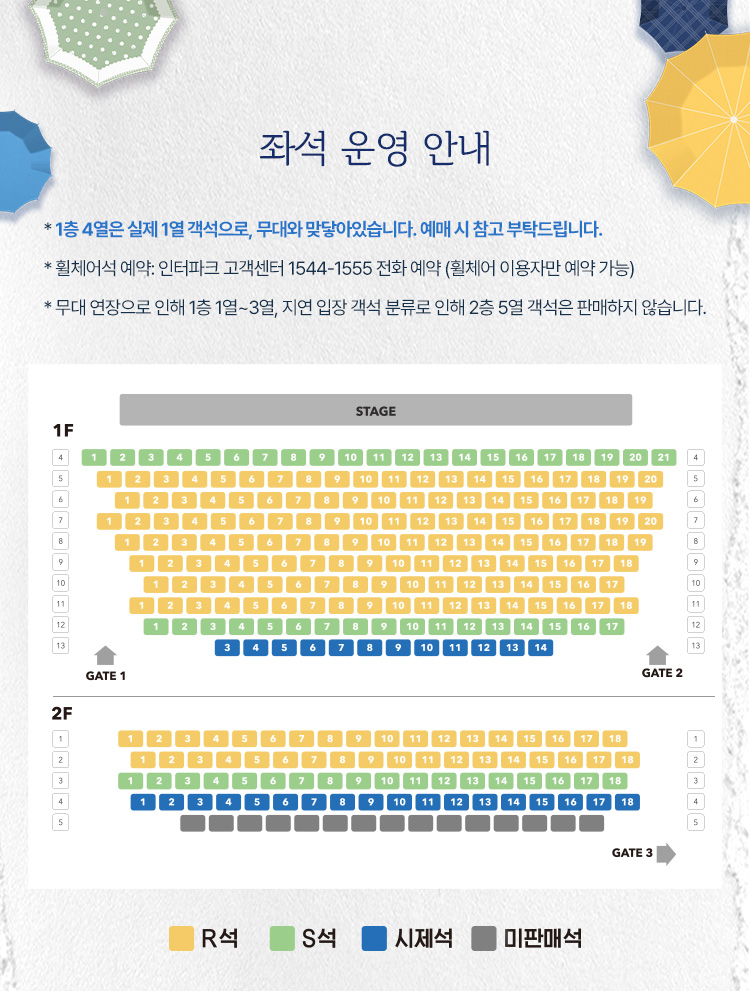 좌석 운영 안내
* 1층 4열은 실제 1열 객석으로, 무대와 맞닿아있습니다. 예매 시 참고 부탁드립니다.
* 휠체어석 예약: 인터파크 고객센터 1544-1555 전화 예약 (휠체어 이용자만 예약 가능)
* 무대 연장으로 인해 1층 1열~3열, 지연 입장 객석 분류로 인해 2층 5열 객석은 판매하지 않습니다.
STAGE
1F
4 1 2 3 4 5 6 7 8 9 10 11 12 13 14 15 16 17 18 19 20 21 4
5 1 2 3 4 5 6 7 8 9 10 11 12 13 14 15 16 17 18 19 20 5
6 1 2 3 4 5 6 7 8 9 10 11 12 13 14 15 16 17 18 19 6
7 1 2 3 4 5 6 7 8 9 10 11 12 13 14 15 16 17 18 19 20 7
8 1 2 3 4 5 6 7 8 9 10 11 12 13 14 15 16 17 18 19 8
9 1 2 3 4 5 6 7 8 9 10 11 12 13 14 15 16 17 18 9
10 1 2 3 4 5 6 7 8 9 10 11 12 13 14 15 16 17 10
11 1 2 3 4 5 6 7 8 9 10 11 12 13 14 15 16 17 18 11
12 1 2 3 4 5 6 7 8 9 10 11 12 13 14 15 16 17 12
13 3 4 5 6 7 8 9 10 11 12 13 14 13
GATE 1 GATE 2
2F
1 1 2 3 4 5 6 7 8 9 10 11 12 13 14 15 16 17 18 1
2 1 2 3 4 5 6 7 8 9 10 11 12 13 14 15 16 17 18 2
3 1 2 3 4 5 6 7 8 9 10 11 12 13 14 15 16 17 18 3
4 1 2 3 4 5 6 7 8 9 10 11 12 13 14 15 16 17 18 4
5 5
GATE 3
R석 S석 시제석 미판매석